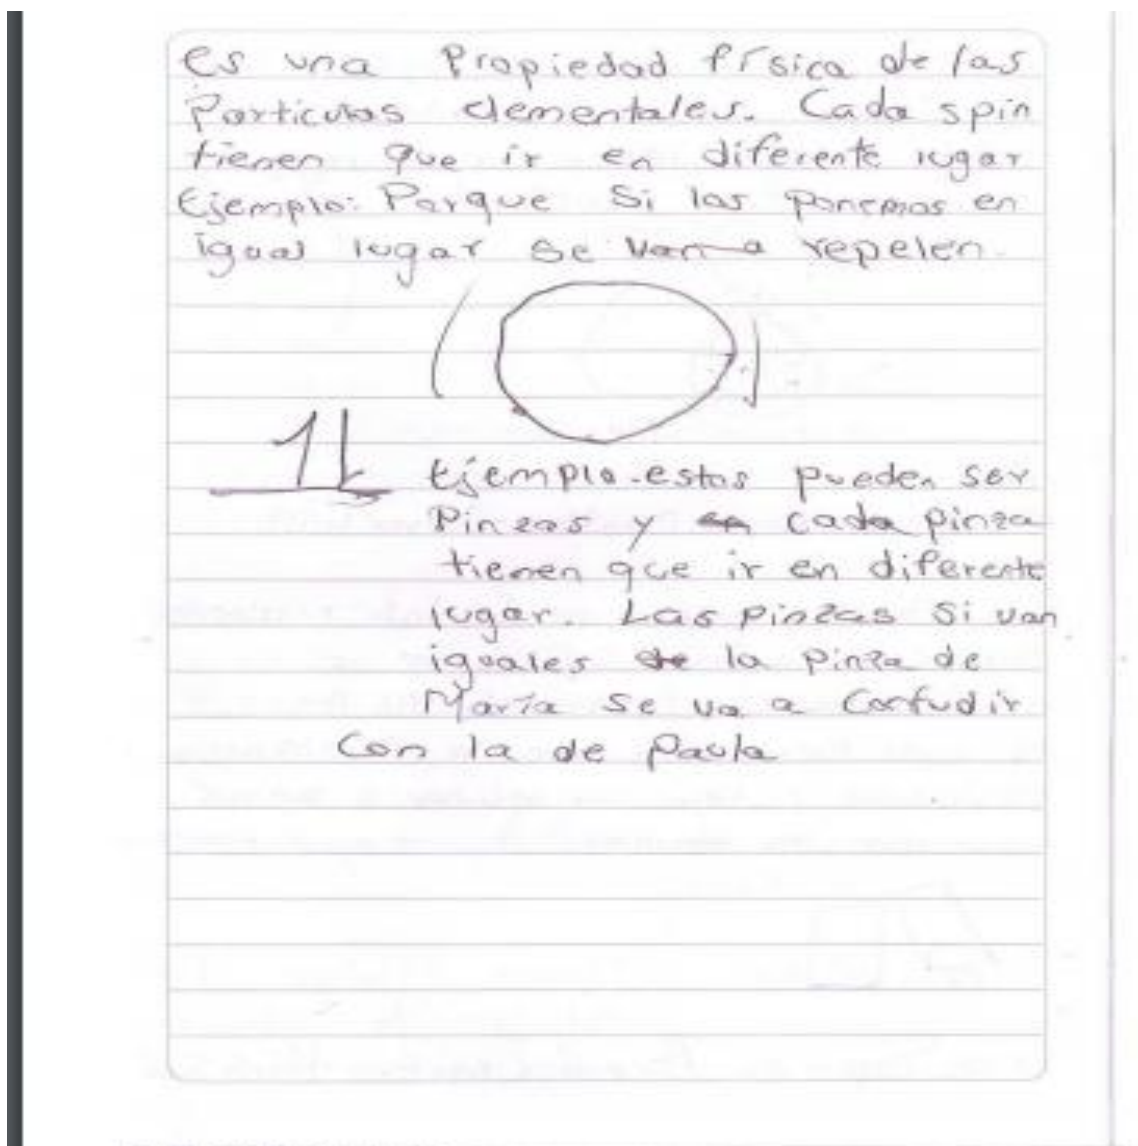 es una Propiedad física de las
Particulas elementales. Cada spin
tienen que ir en diferente lugar
Ejemplo: Porque Si los ponemos en
igual lugar se van a repelen.
Ejemplo. estas pueden ser
Pinzas y cada pinza
tienen que ir en diferente
lugar. Las pinzas Si van
iguales la pinza de
María se va a Confudir
Con la de Paula